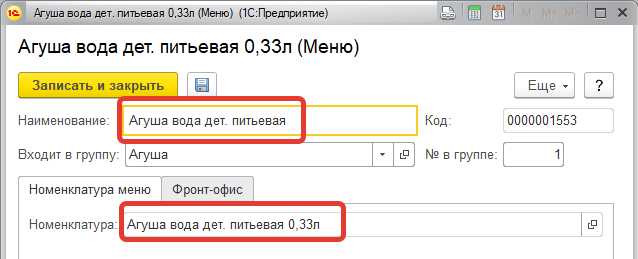 Агуша вода дет. питьевая 0,33л (Меню) (1С:Предприятие)
M M+ M-
Агуша вода дет. питьевая 0,33л (Меню)
Записать и закрыть Еще ?
Наименование: Агуша вода дет. питьевая Код: 0000001553
Входит в группу: Агуша № в группе: 1
Номенклатура меню Фронт-офис
Номенклатура: Агуша вода дет. питьевая 0,33л